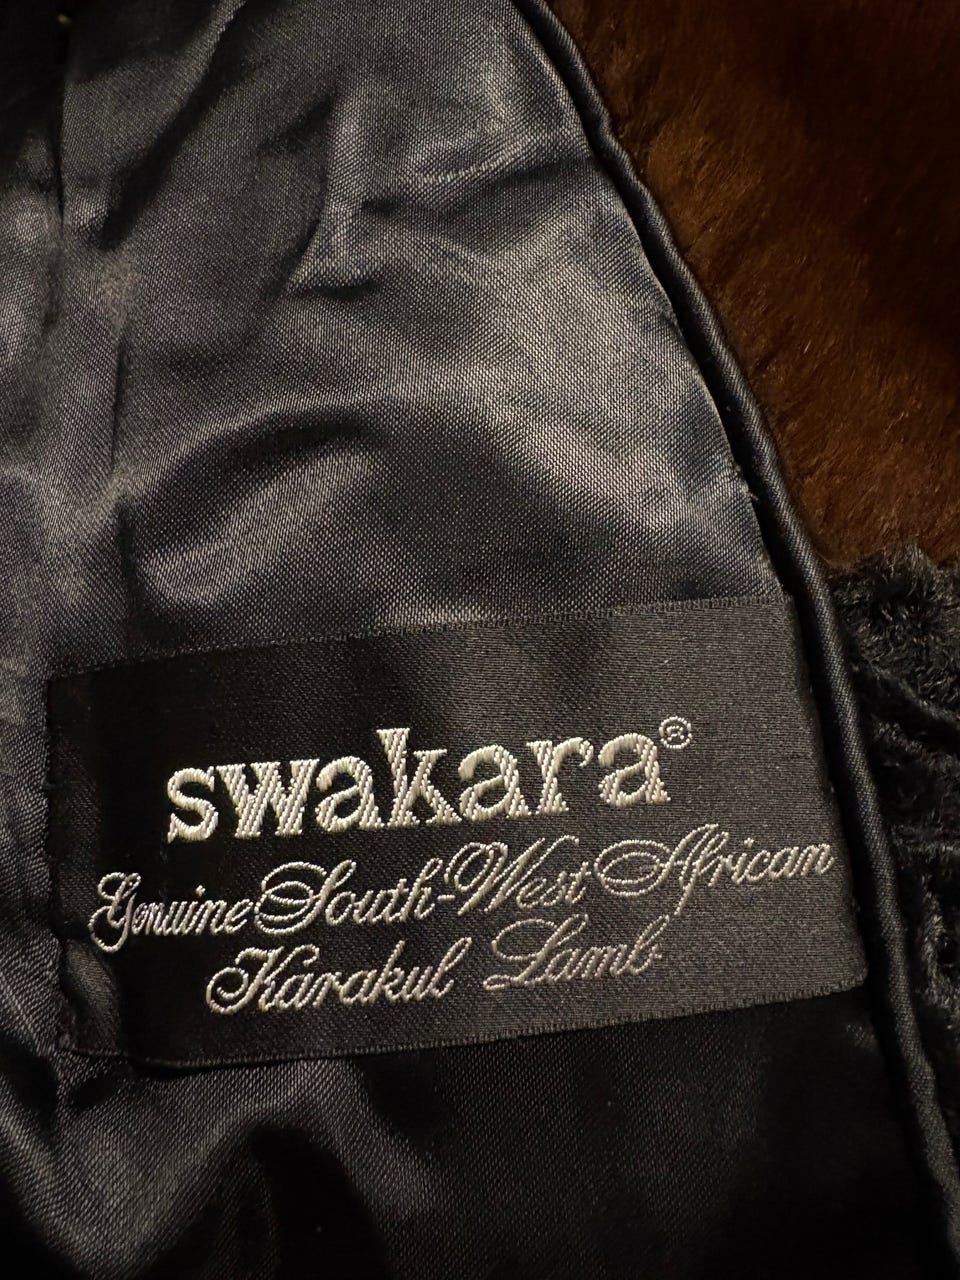 swakara®
Genuine South-West African
Karakul Lamb